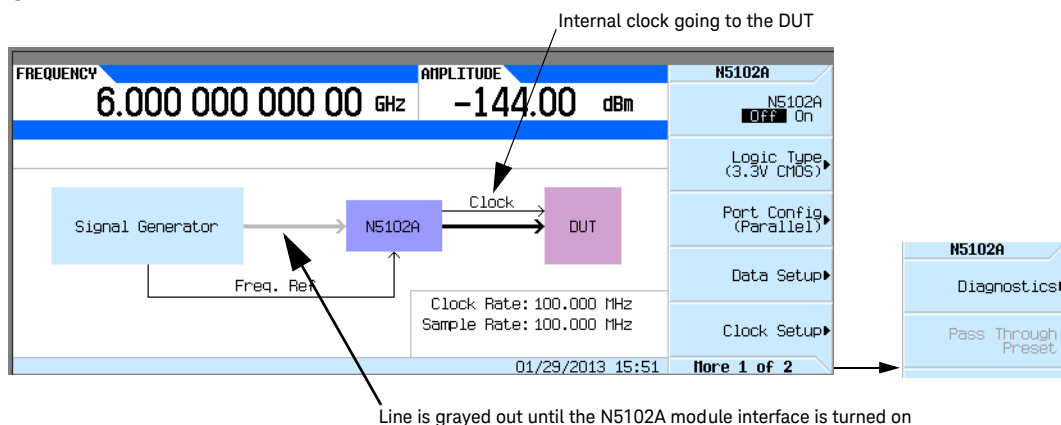 Internal clock going to the DUT
FREQUENCY
6.000 000 000 00 GHz
AMPLITUDE
-144.00 dBm
N5102A
N5102A
Off On
Logic Type
(3.3V CMOS)
Port Config
(Parallel)
Data Setup
Clock Setup
More 1 of 2
Signal Generator
N5102A
Clock
DUT
Freq. Ref
Clock Rate: 100.000 MHz
Sample Rate: 100.000 MHz
01/29/2013 15:51
N5102A
Diagnostics
Pass Through
Preset
Line is grayed out until the N5102A module interface is turned on